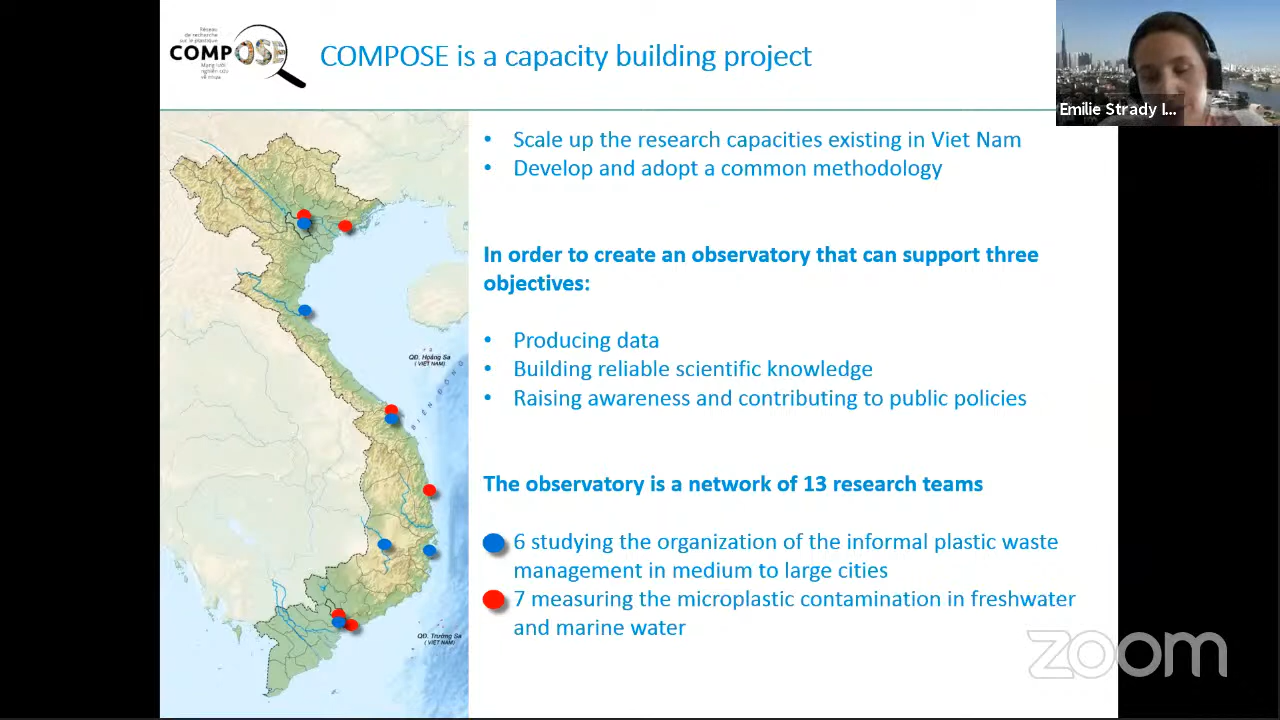 Réseau
de recherche
sur le plastique
COMPOSE
Mạng lưới
nghiên cứu
về nhựa
COMPOSE is a capacity building project
Emilie Strady I...
• Scale up the research capacities existing in Viet Nam
• Develop and adopt a common methodology
In order to create an observatory that can support three
objectives:
• Producing data
• Building reliable scientific knowledge
• Raising awareness and contributing to public policies
The observatory is a network of 13 research teams
6 studying the organization of the informal plastic waste
management in medium to large cities
7 measuring the microplastic contamination in freshwater
and marine water
QĐ. Hoàng Sa
(VIỆT NAM)
BIỂN ĐÔNG
QĐ. Trường Sa
(VIỆT NAM)
zoom